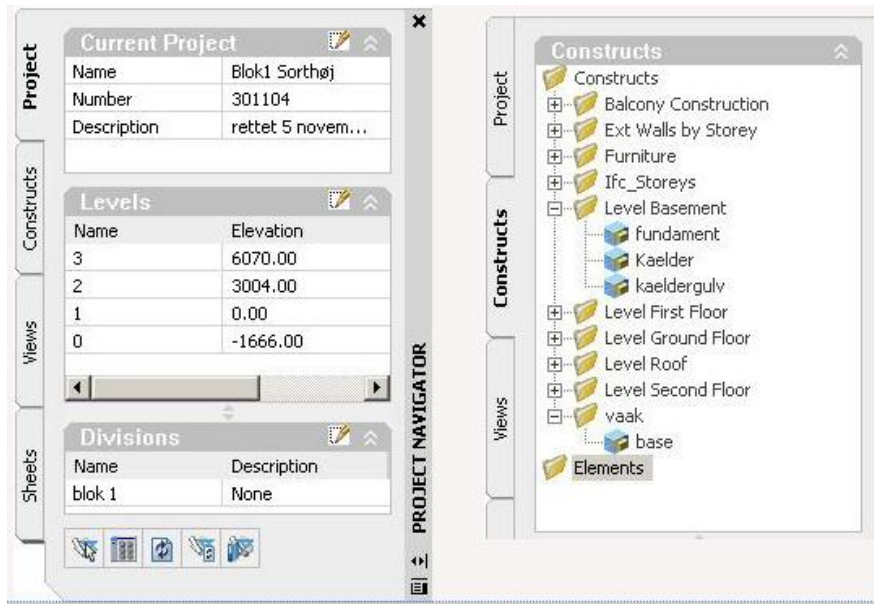 Project
Constructs
Views
Sheets
Current Project
Name Blok1 Sorthøj
Number 301104
Description rettet 5 novem...
Levels
Name Elevation
3 6070.00
2 3004.00
1 0.00
0 -1666.00
Divisions
Name Description
blok 1 None
PROJECT NAVIGATOR
Project
Constructs
Views
Constructs
Constructs
Balcony Construction
Ext Walls by Storey
Furniture
Ifc_Storeys
Level Basement
fundament
Kaelder
kaeldergulv
Level First Floor
Level Ground Floor
Level Roof
Level Second Floor
vaak
base
Elements